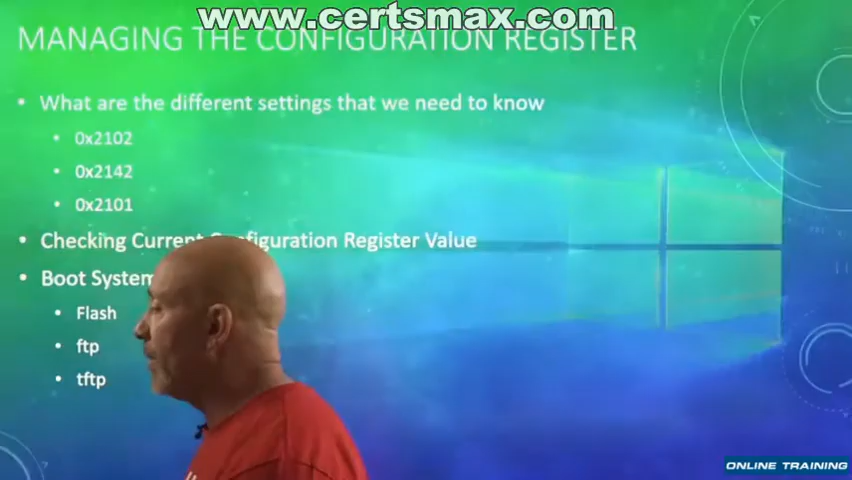 www.certsmax.com
MANAGING THE CONFIGURATION REGISTER
• What are the different settings that we need to know
• 0x2102
• 0x2142
• 0x2101
• Checking Current Configuration Register Value
• Boot System
• Flash
• ftp
• tftp
ONLINE TRAINING